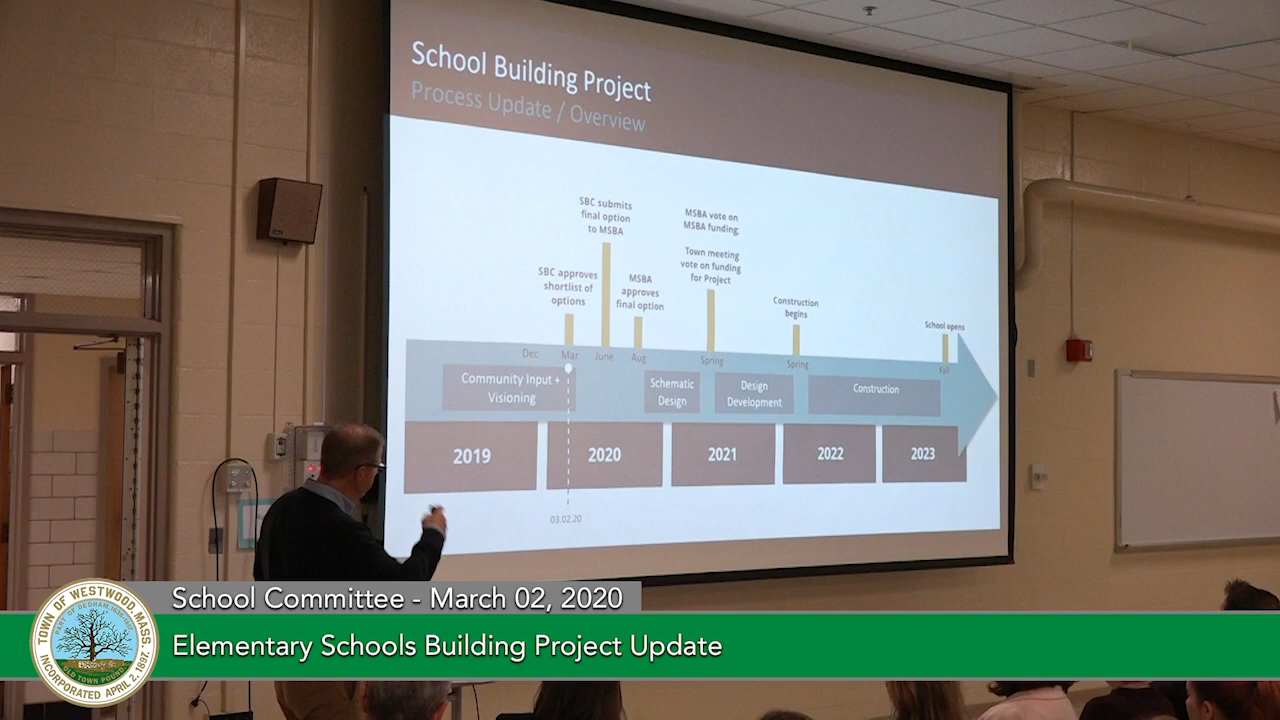 School Building Project
Process Update / Overview
SBC submits
final option
to MSBA
MSBA vote on
MSBA funding;
Town meeting
vote on funding
for Project
SBC approves
shortlist of
options
MSBA
approves
final option
Construction
begins
School opens
Dec
Mar
June
Aug
Spring
Spring
Fall
Community Input +
Visioning
Schematic
Design
Design
Development
Construction
2019
2020
2021
2022
2023
03.02.20
School Committee - March 02, 2020
Elementary Schools Building Project Update
TOWN OF WESTWOOD, MASS.
OLD TOWN POUND
INCORPORATED APRIL 2, 1897.